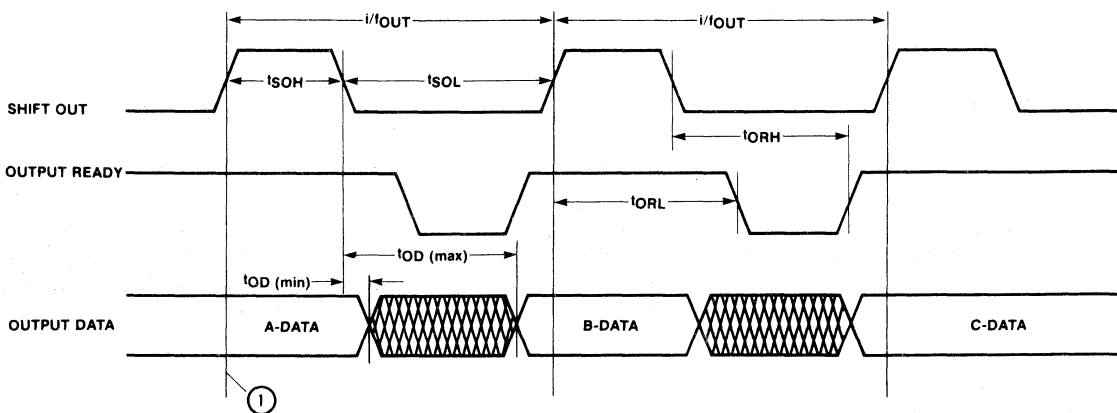 i/fOUT i/fOUT
tSOH tSOL
SHIFT OUT
tORH
OUTPUT READY
tORL
tOD (max)
tOD (min)
OUTPUT DATA A-DATA B-DATA C-DATA
1